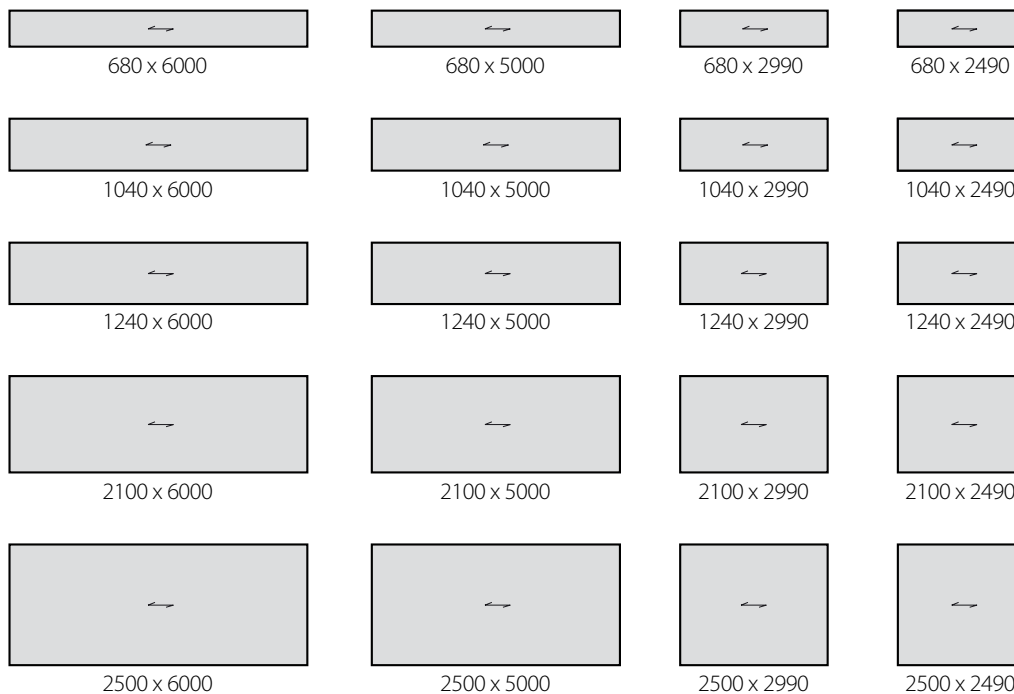 680 x 6000 680 x 5000 680 x 2990 680 x 2490
1040 x 6000 1040 x 5000 1040 x 2990 1040 x 2490
1240 x 6000 1240 x 5000 1240 x 2990 1240 x 2490
2100 x 6000 2100 x 5000 2100 x 2990 2100 x 2490
2500 x 6000 2500 x 5000 2500 x 2990 2500 x 2490